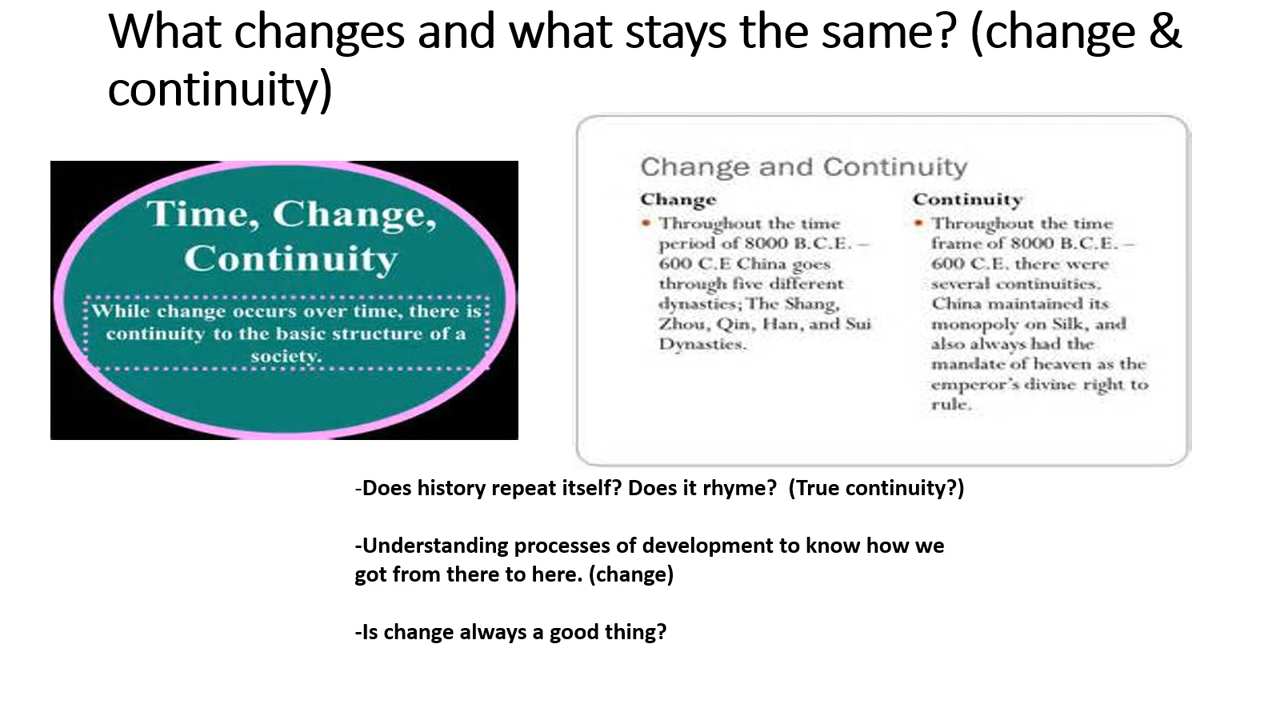 What changes and what stays the same? (change &
continuity)
Time, Change,
Continuity
While change occurs over time, there is
continuity to the basic structure of a
society.
Change and Continuity
Change
• Throughout the time
period of 8000 B.C.E. –
600 C.E China goes
through five different
dynasties; The Shang,
Zhou, Qin, Han, and Sui
Dynasties.
Continuity
• Throughout the time
frame of 8000 B.C.E. –
600 C.E. there were
several continuities.
China maintained its
monopoly on Silk, and
also always had the
mandate of heaven as the
emperor's divine right to
rule.
-Does history repeat itself? Does it rhyme?  (True continuity?)
-Understanding processes of development to know how we
got from there to here. (change)
-Is change always a good thing?